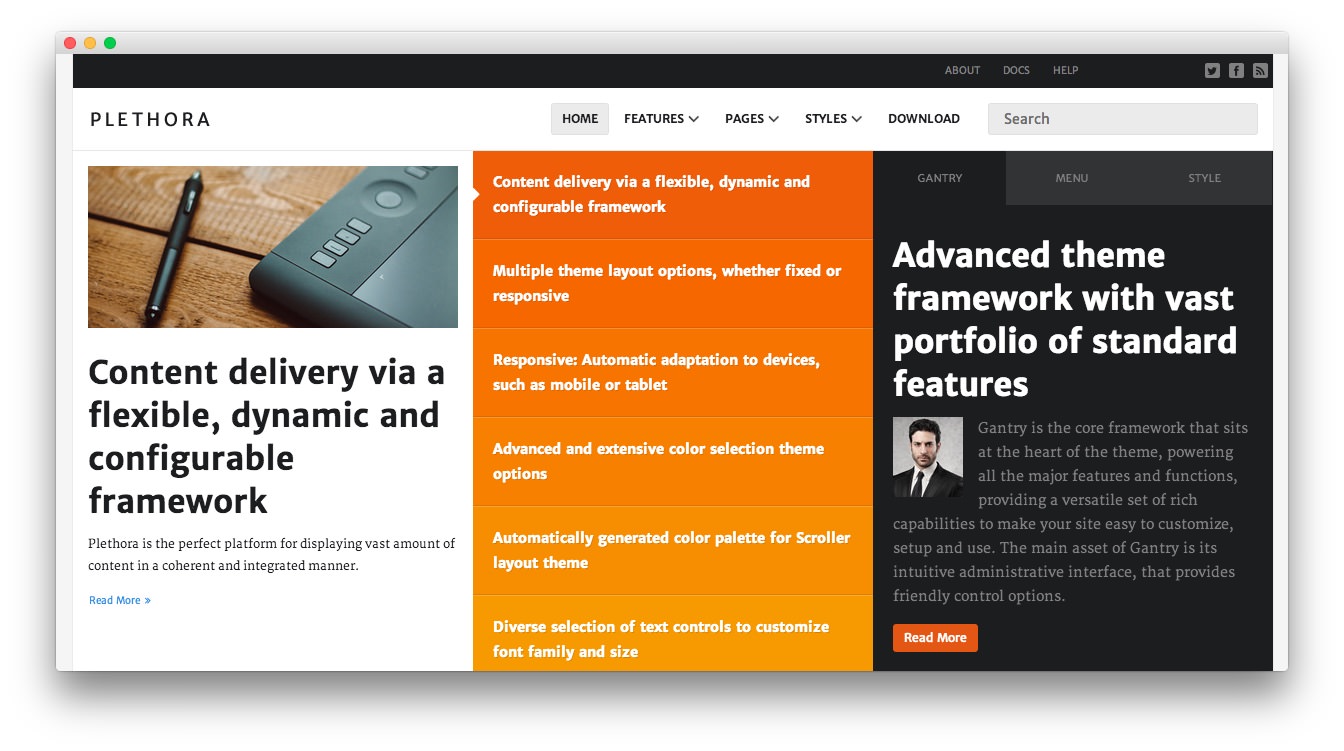 ABOUT DOCS HELP
PLETHORA
HOME FEATURES PAGES STYLES DOWNLOAD Search
Content delivery via a
flexible, dynamic and
configurable
framework
Plethora is the perfect platform for displaying vast amount of
content in a coherent and integrated manner.
Read More »
Content delivery via a flexible, dynamic and
configurable framework
Multiple theme layout options, whether fixed or
responsive
Responsive: Automatic adaptation to devices,
such as mobile or tablet
Advanced and extensive color selection theme
options
Automatically generated color palette for Scroller
layout theme
Diverse selection of text controls to customize
font family and size
GANTRY MENU STYLE
Advanced theme
framework with vast
portfolio of standard
features
Gantry is the core framework that sits
at the heart of the theme, powering
all the major features and functions,
providing a versatile set of rich
capabilities to make your site easy to customize,
setup and use. The main asset of Gantry is its
intuitive administrative interface, that provides
friendly control options.
Read More